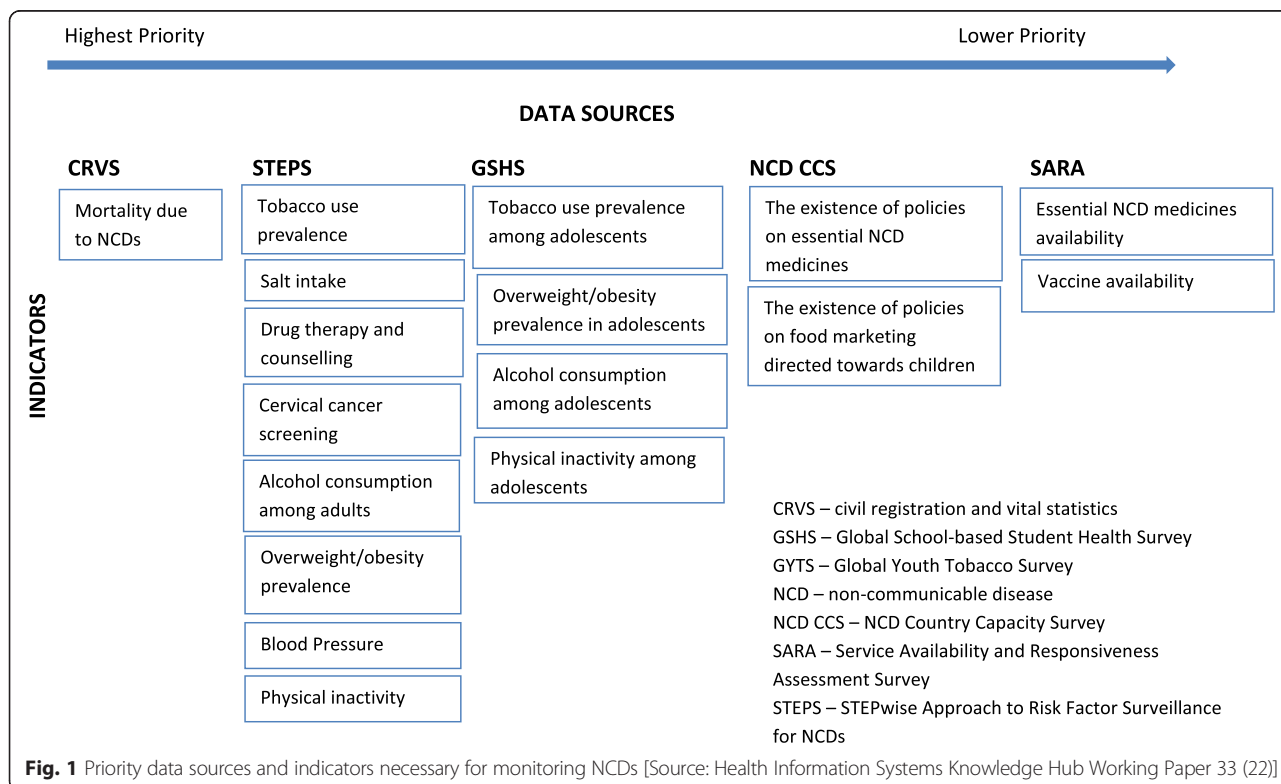 Highest Priority
Lower Priority
DATA SOURCES
CRVS
Mortality due
to NCDs
STEPS
Tobacco use
prevalence
Salt intake
Drug therapy and
counselling
Cervical cancer
screening
Alcohol consumption
among adults
Overweight/obesity
prevalence
Blood Pressure
Physical inactivity
GSHS
Tobacco use prevalence
among adolescents
Overweight/obesity
prevalence in adolescents
Alcohol consumption
among adolescents
Physical inactivity among
adolescents
NCD CCS
The existence of policies
on essential NCD
medicines
The existence of policies
on food marketing
directed towards children
SARA
Essential NCD medicines
availability
Vaccine availability
INDICATORS
CRVS – civil registration and vital statistics
GSHS – Global School-based Student Health Survey
GYTS – Global Youth Tobacco Survey
NCD – non-communicable disease
NCD CCS – NCD Country Capacity Survey
SARA – Service Availability and Responsiveness
Assessment Survey
STEPS – STEPwise Approach to Risk Factor Surveillance
for NCDs
Fig. 1 Priority data sources and indicators necessary for monitoring NCDs [Source: Health Information Systems Knowledge Hub Working Paper 33 (22)]